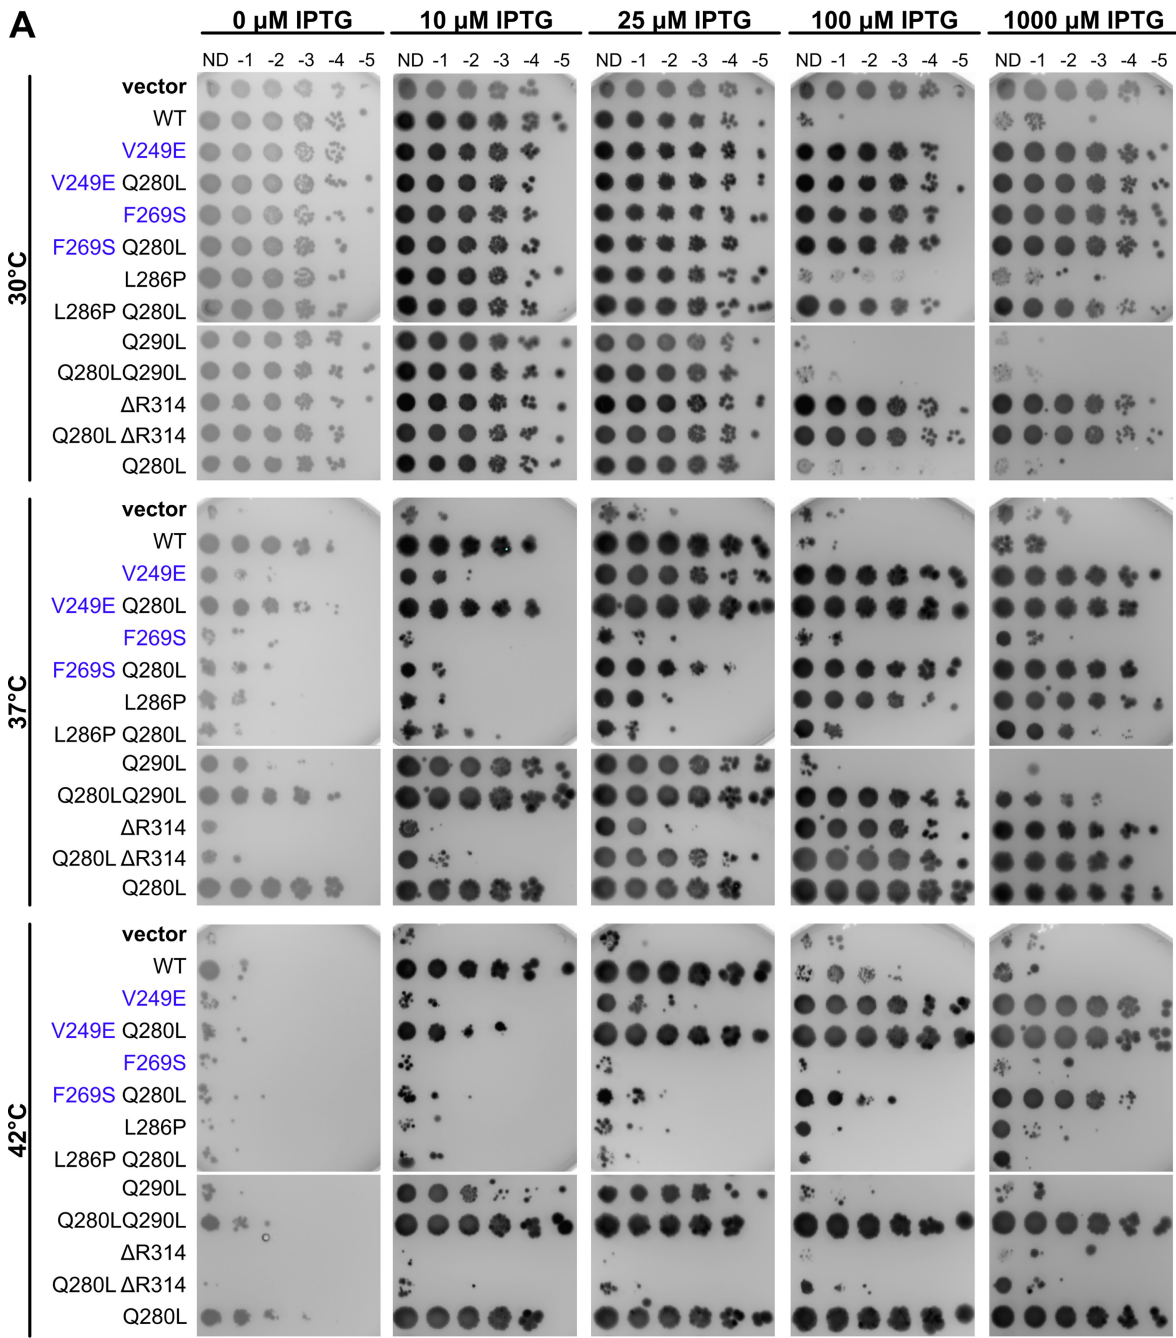 A
0 µM IPTG 10 µM IPTG 25 µM IPTG 100 µM IPTG 1000 µM IPTG
ND -1 -2 -3 -4 -5 ND -1 -2 -3 -4 -5 ND -1 -2 -3 -4 -5 ND -1 -2 -3 -4 -5 ND -1 -2 -3 -4 -5
30°C
vector
WT
V249E
V249E Q280L
F269S
F269S Q280L
L286P
L286P Q280L
Q290L
Q280LQ290L
ΔR314
Q280L ΔR314
Q280L
37°C
vector
WT
V249E
V249E Q280L
F269S
F269S Q280L
L286P
L286P Q280L
Q290L
Q280LQ290L
ΔR314
Q280L ΔR314
Q280L
42°C
vector
WT
V249E
V249E Q280L
F269S
F269S Q280L
L286P
L286P Q280L
Q290L
Q280LQ290L
ΔR314
Q280L ΔR314
Q280L